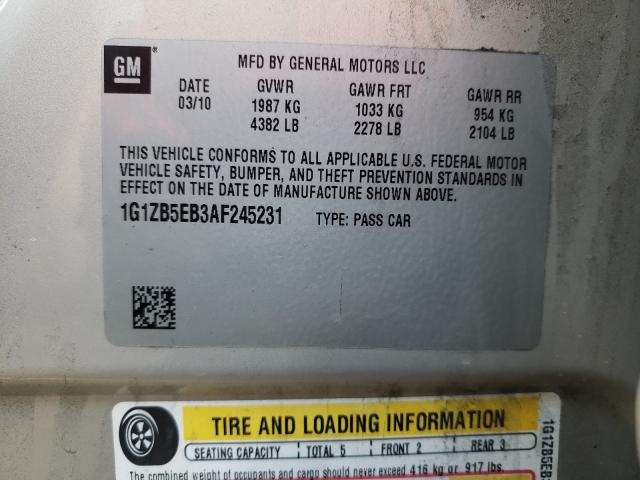 GM ®
MFD BY GENERAL MOTORS LLC
DATE GVWR GAWR FRT GAWR RR
03/10 1987 KG 1033 KG 954 KG
4382 LB 2278 LB 2104 LB
THIS VEHICLE CONFORMS TO ALL APPLICABLE U.S. FEDERAL MOTOR
VEHICLE SAFETY, BUMPER, AND THEFT PREVENTION STANDARDS IN
EFFECT ON THE DATE OF MANUFACTURE SHOWN ABOVE.
1G1ZB5EB3AF245231 TYPE: PASS CAR
TIRE AND LOADING INFORMATION
SEATING CAPACITY TOTAL 5 FRONT 2 REAR 3
The combined weight of occupants and cargo should never exceed 416 kg or 917 lbs.
1G1ZB5EB